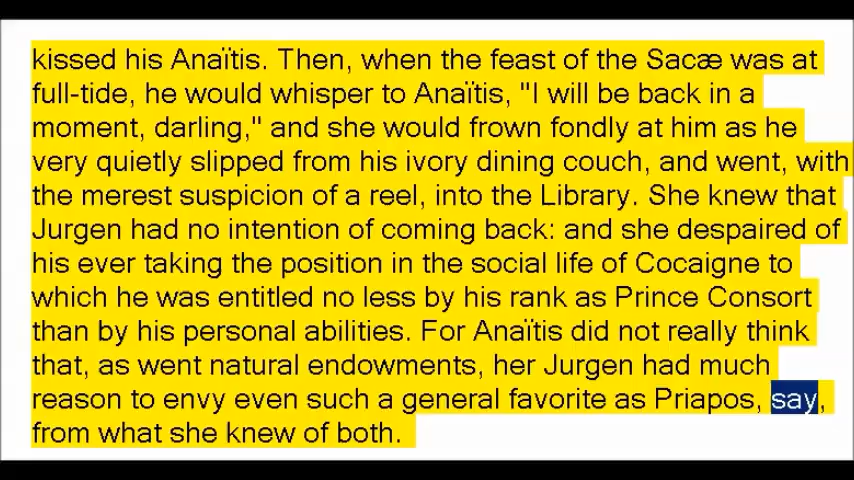 kissed his Anaïtis. Then, when the feast of the Sacæ was at
full-tide, he would whisper to Anaïtis, "I will be back in a
moment, darling," and she would frown fondly at him as he
very quietly slipped from his ivory dining couch, and went, with
the merest suspicion of a reel, into the Library. She knew that
Jurgen had no intention of coming back: and she despaired of
his ever taking the position in the social life of Cocaigne to
which he was entitled no less by his rank as Prince Consort
than by his personal abilities. For Anaïtis did not really think
that, as went natural endowments, her Jurgen had much
reason to envy even such a general favorite as Priapos, say,
from what she knew of both.